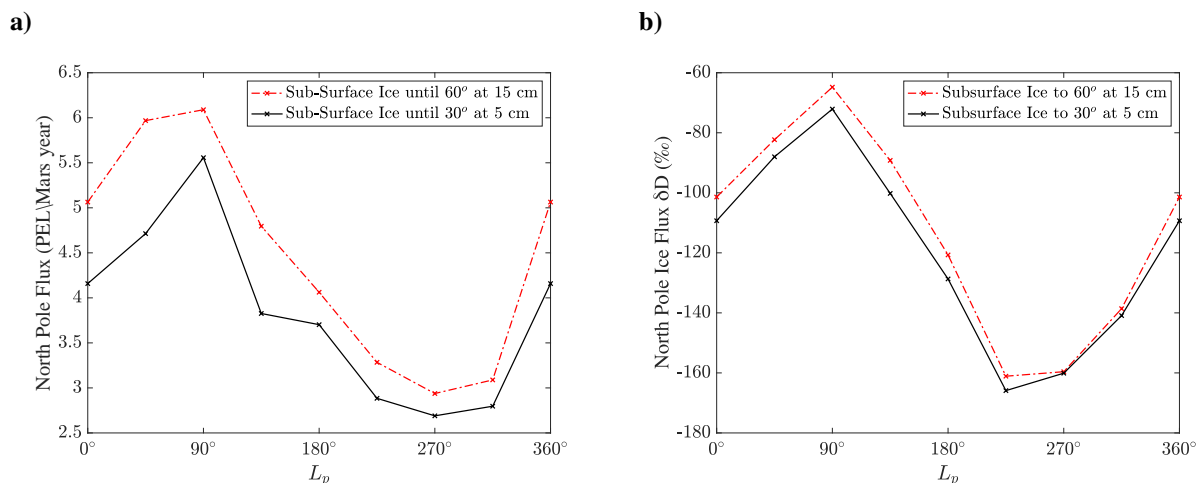 a)
6.5
6
5.5
5
4.5
4
3.5
3
2.5
0°
90°
180°
270°
360°
North Pole Flux (PEL\Mars year)
L_p
Sub-Surface Ice until 60° at 15 cm
Sub-Surface Ice until 30° at 5 cm
b)
-60
-80
-100
-120
-140
-160
-180
0°
90°
180°
270°
360°
North Pole Ice Flux δD (‰)
L_p
Subsurface Ice to 60° at 15 cm
Subsurface Ice to 30° at 5 cm